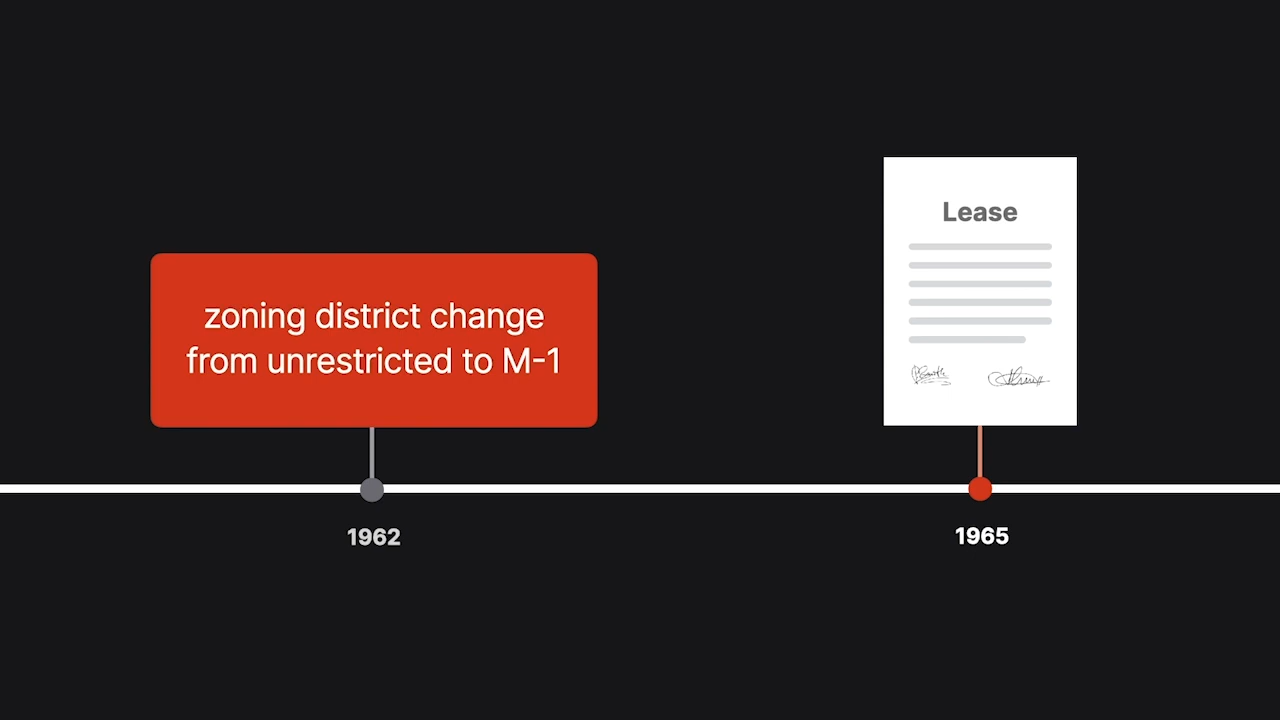 zoning district change
from unrestricted to M-1
Lease
1962
1965